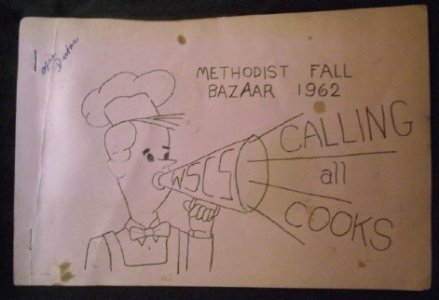 METHODIST FALL
BAZAAR 1962
CALLING
all
COOKS
WSCS